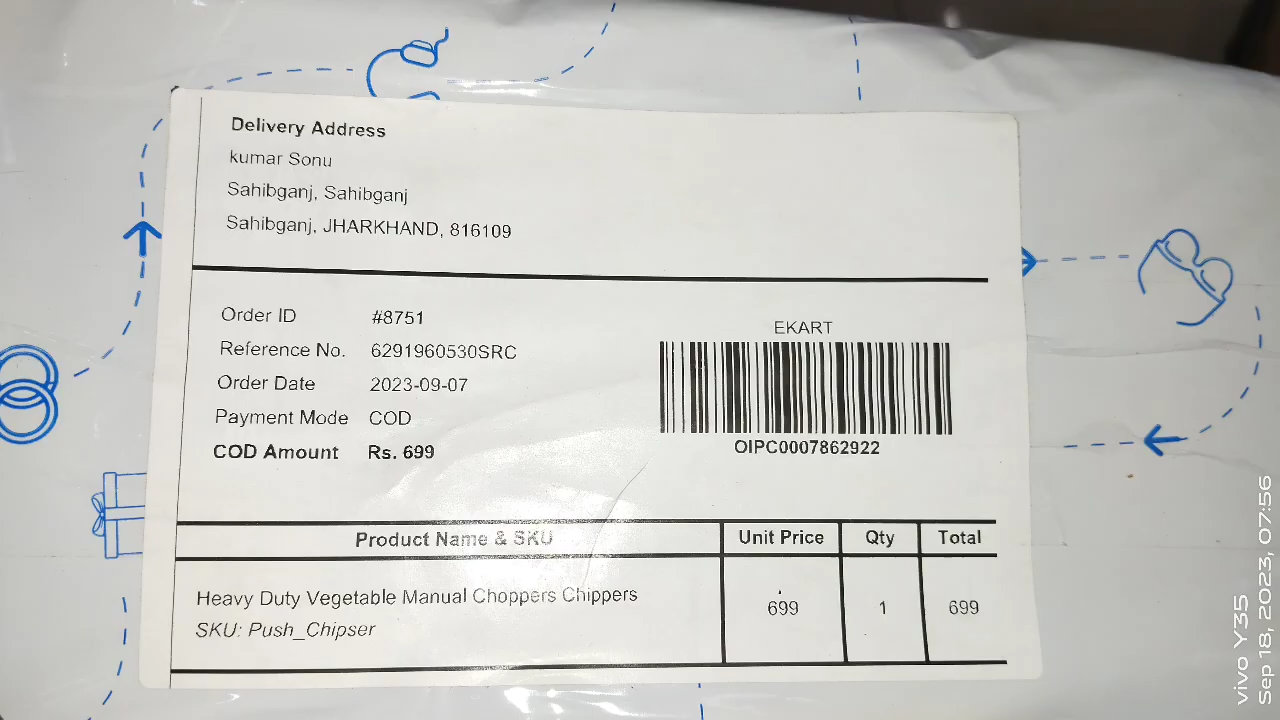 Delivery Address
kumar Sonu
Sahibganj, Sahibganj
Sahibganj, JHARKHAND, 816109
Order ID #8751
Reference No. 6291960530SRC
Order Date 2023-09-07
Payment Mode COD
COD Amount Rs. 699
EKART
OIPC0007862922
Product Name & SKU Unit Price Qty Total
Heavy Duty Vegetable Manual Choppers Chippers 699 1 699
SKU: Push_Chipser
vivo Y35
Sep 18, 2023, 07:56